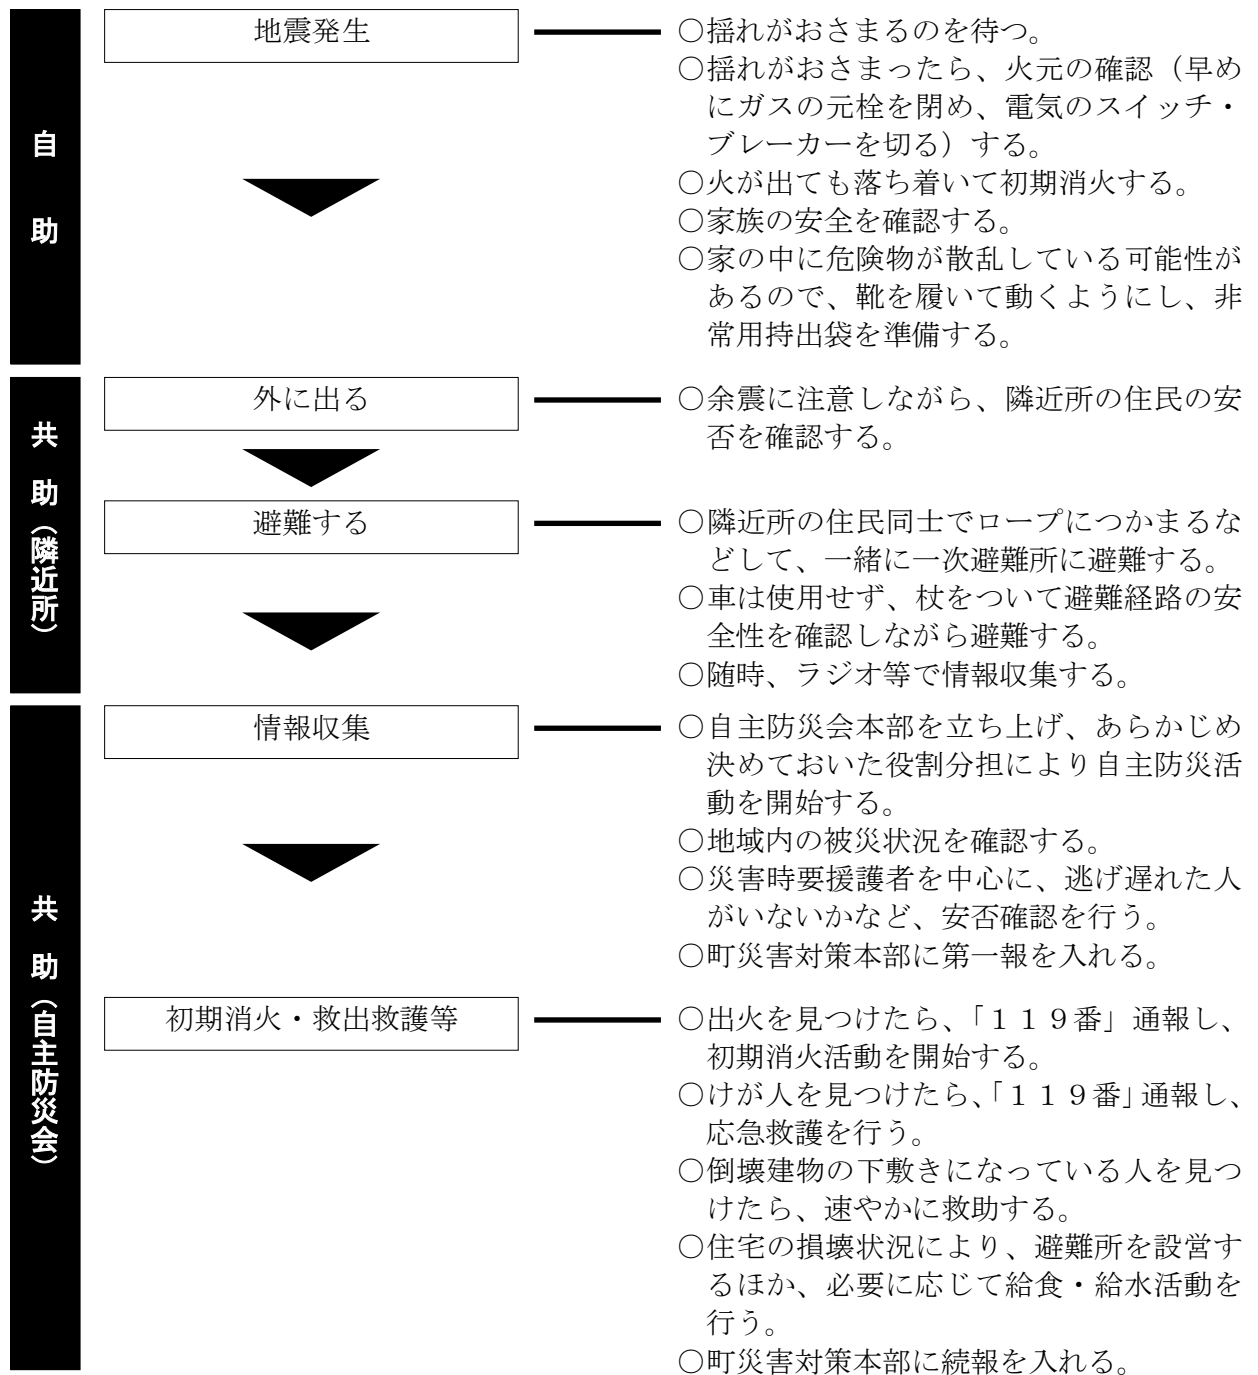 自助
地震発生
○揺れがおさまるのを待つ。
○揺れがおさまったら、火元の確認（早め
にガスの元栓を閉め、電気のスイッチ・
ブレーカーを切る）する。
○火が出ても落ち着いて初期消火する。
○家族の安全を確認する。
○家の中に危険物が散乱している可能性が
あるので、靴を履いて動くようにし、非
常用持出袋を準備する。
共助（隣近所）
外に出る
○余震に注意しながら、隣近所の住民の安
否を確認する。
避難する
○隣近所の住民同士でロープにつかまるな
どして、一緒に一次避難所に避難する。
○車は使用せず、杖をついて避難経路の安
全性を確認しながら避難する。
○随時、ラジオ等で情報収集する。
共助（自主防災会）
情報収集
○自主防災会本部を立ち上げ、あらかじめ
決めておいた役割分担により自主防災活
動を開始する。
○地域内の被災状況を確認する。
○災害時要援護者を中心に、逃げ遅れた人
がいないかなど、安否確認を行う。
○町災害対策本部に第一報を入れる。
初期消火・救出救護等
○出火を見つけたら、「１１９番」通報し、
初期消火活動を開始する。
○けが人を見つけたら、「１１９番」通報し、
応急救護を行う。
○倒壊建物の下敷きになっている人を見つ
けたら、速やかに救助する。
○住宅の損壊状況により、避難所を設営す
るほか、必要に応じて給食・給水活動を
行う。
○町災害対策本部に続報を入れる。